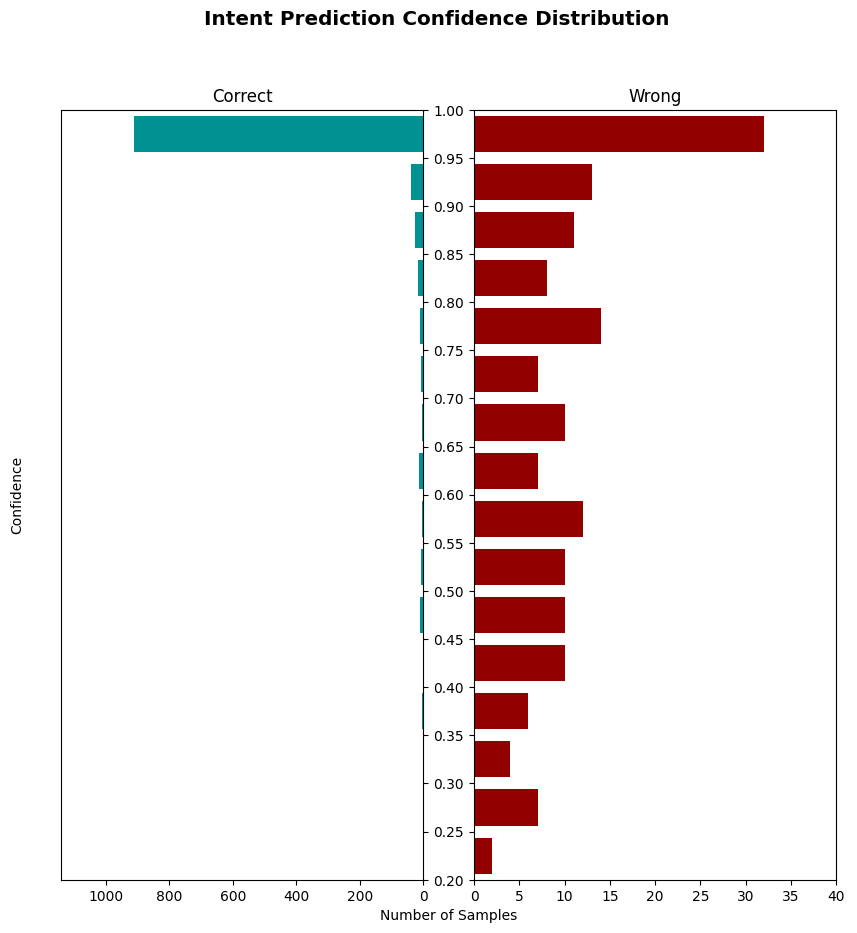 Intent Prediction Confidence Distribution
Correct
Wrong
Confidence
1.00
0.95
0.90
0.85
0.80
0.75
0.70
0.65
0.60
0.55
0.50
0.45
0.40
0.35
0.30
0.25
0.20
1000 800 600 400 200 0
0 5 10 15 20 25 30 35 40
Number of Samples